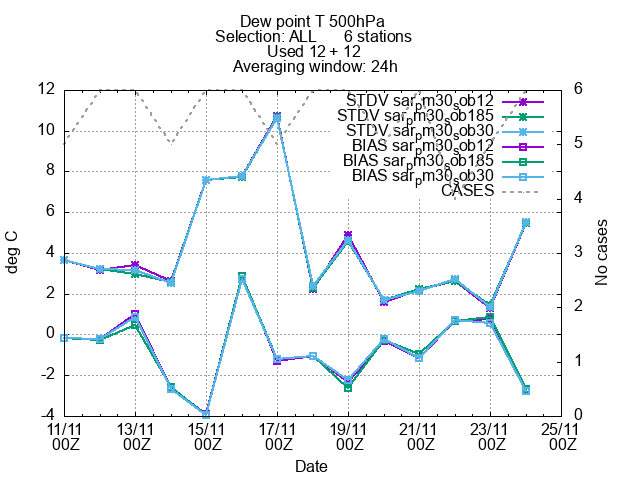 Dew point T 500hPa
Selection: ALL 6 stations
Used 12 + 12
Averaging window: 24h
STDV sar_pm30_sob12
STDV sar_pm30_sob185
STDV sar_pm30_sob30
BIAS sar_pm30_sob12
BIAS sar_pm30_sob185
BIAS sar_pm30_sob30
CASES
12
10
8
6
4
2
0
-2
-4
deg C
6
5
4
3
2
1
0
No cases
11/11 13/11 15/11 17/11 19/11 21/11 23/11 25/11
00Z 00Z 00Z 00Z 00Z 00Z 00Z 00Z
Date